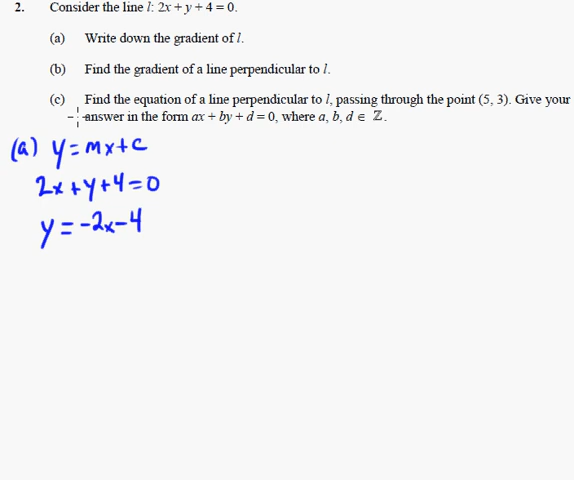 2. Consider the line l: 2x + y + 4 = 0.
(a) Write down the gradient of l.
(b) Find the gradient of a line perpendicular to l.
(c) Find the equation of a line perpendicular to l, passing through the point (5, 3). Give your
answer in the form ax + by + d = 0, where a, b, d ∈ ℤ.
(a) y = mx + c
2x + y + 4 = 0
y = -2x - 4